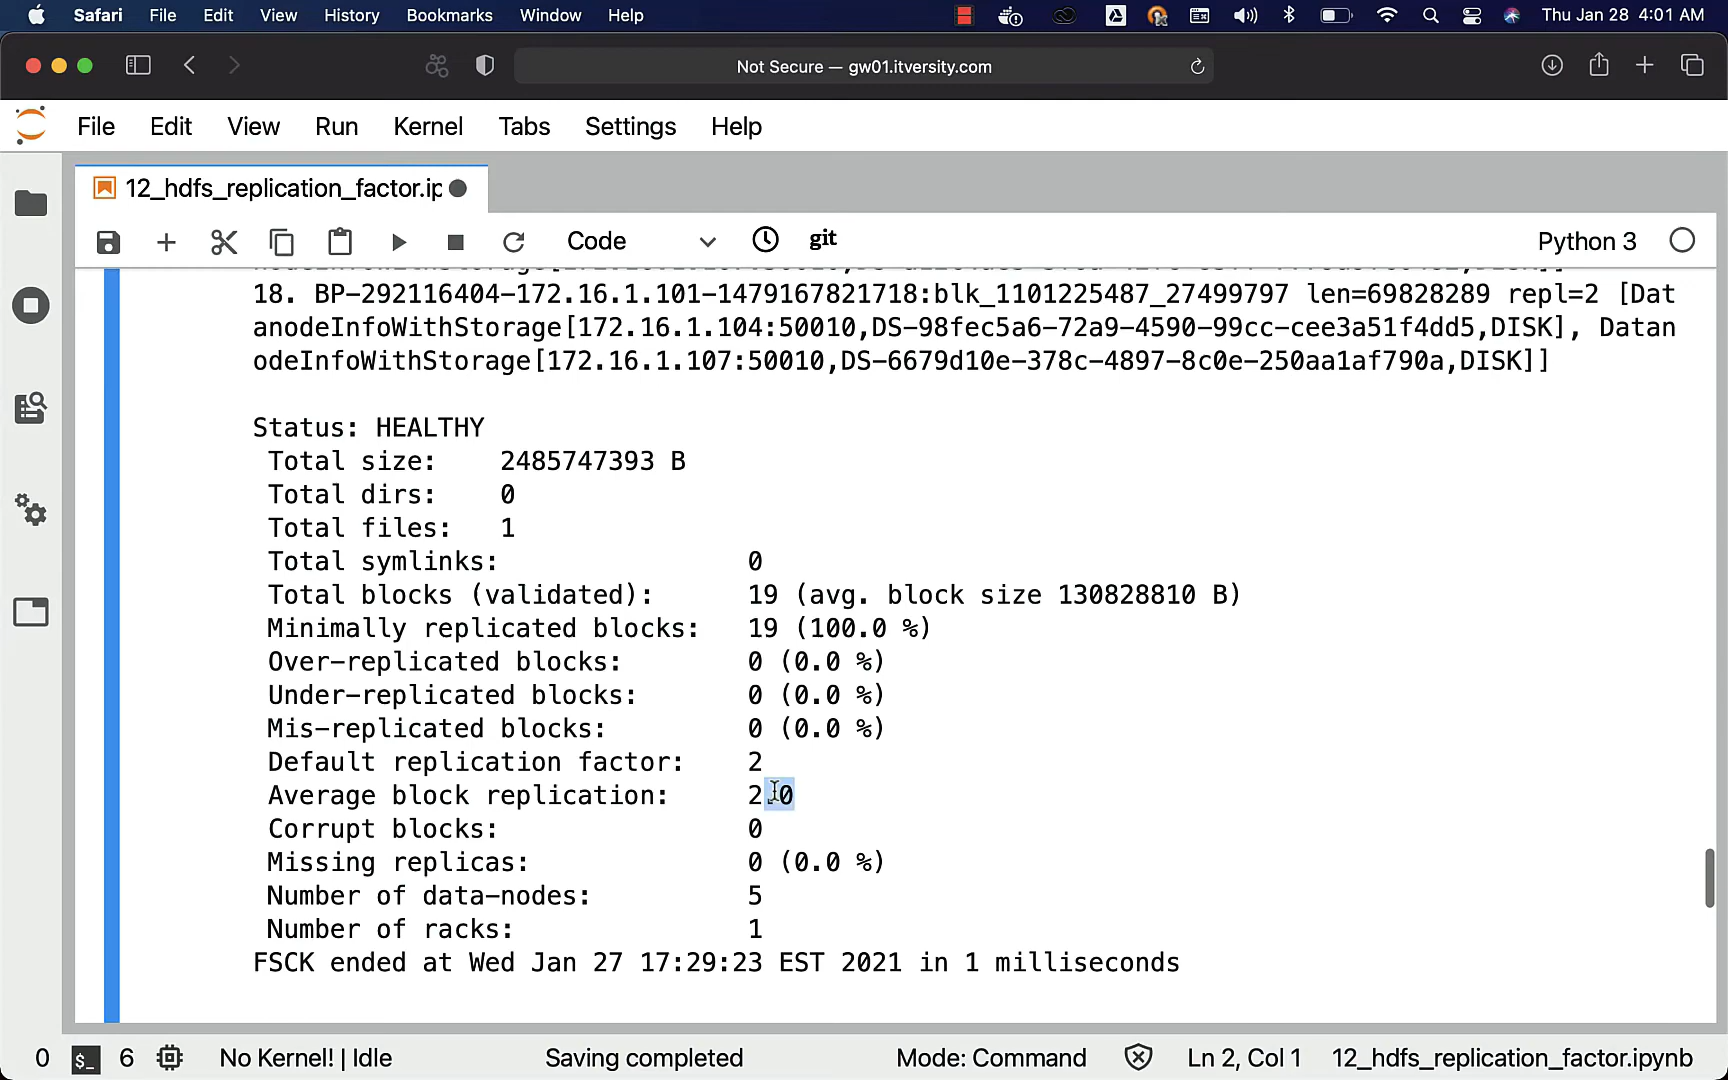 Safari File Edit View History Bookmarks Window Help Thu Jan 28 4:01 AM
Not Secure — gw01.itversity.com
File Edit View Run Kernel Tabs Settings Help
12_hdfs_replication_factor.ip
Code git Python 3
18. BP-292116404-172.16.1.101-1479167821718:blk_1101225487_27499797 len=69828289 repl=2 [Dat
anodeInfoWithStorage[172.16.1.104:50010,DS-98fec5a6-72a9-4590-99cc-cee3a51f4dd5,DISK], Datan
odeInfoWithStorage[172.16.1.107:50010,DS-6679d10e-378c-4897-8c0e-250aa1af790a,DISK]]
Status: HEALTHY
Total size: 2485747393 B
Total dirs: 0
Total files: 1
Total symlinks: 0
Total blocks (validated): 19 (avg. block size 130828810 B)
Minimally replicated blocks: 19 (100.0 %)
Over-replicated blocks: 0 (0.0 %)
Under-replicated blocks: 0 (0.0 %)
Mis-replicated blocks: 0 (0.0 %)
Default replication factor: 2
Average block replication: 2.0
Corrupt blocks: 0
Missing replicas: 0 (0.0 %)
Number of data-nodes: 5
Number of racks: 1
FSCK ended at Wed Jan 27 17:29:23 EST 2021 in 1 milliseconds
0 $_ 6 No Kernel! | Idle Saving completed Mode: Command Ln 2, Col 1 12_hdfs_replication_factor.ipynb